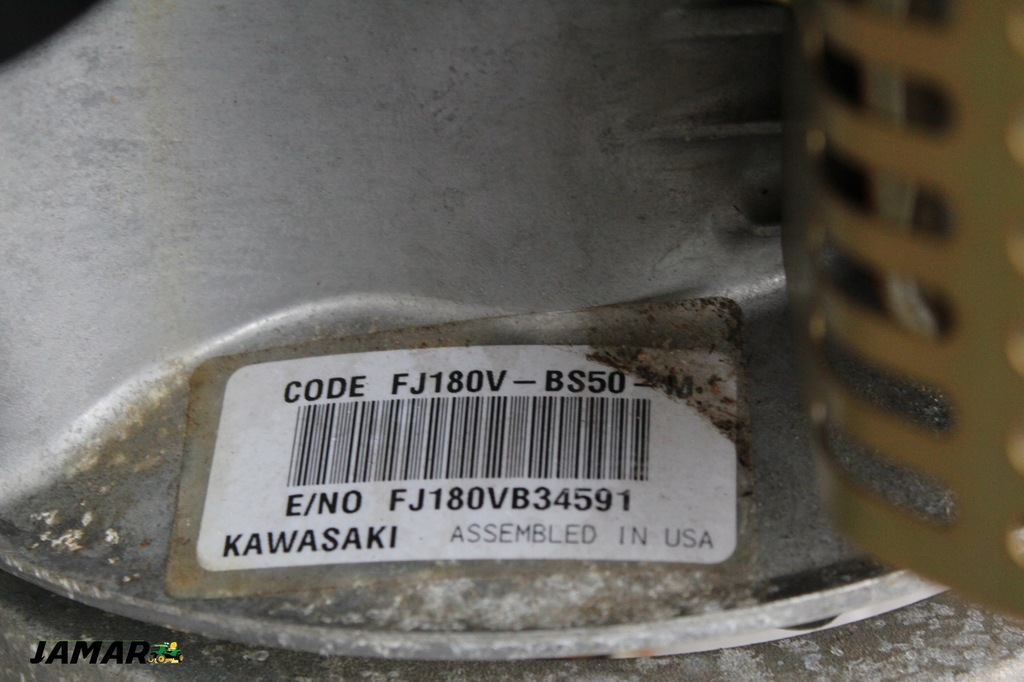 CODE FJ180V-BS50-M
E/NO FJ180VB34591
KAWASAKI ASSEMBLED IN USA
JAMAR